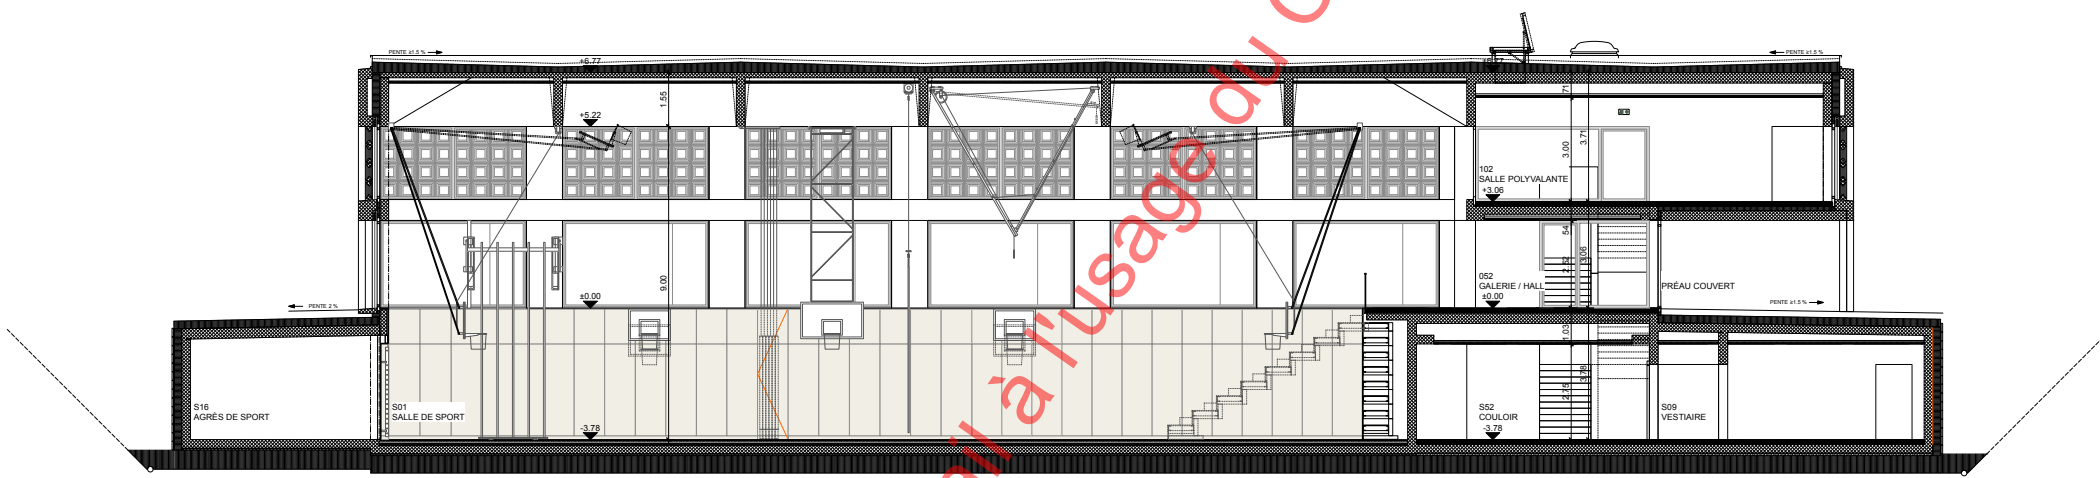 PENTE ≥1.5 %
+6.77
PENTE ≥1.5 %
1.55
71
+5.22
3.00
3.71
102
SALLE POLYVALANTE
+3.06
54
2.52
3.06
9.00
052
GALERIE / HALL
±0.00
PRÉAU COUVERT
PENTE 2 %
±0.00
PENTE ≥1.5 %
1.03
2.75
3.78
S16
AGRÈS DE SPORT
S01
SALLE DE SPORT
-3.78
S52
COULOIR
-3.78
S09
VESTIAIRE
ail à l'usage du C